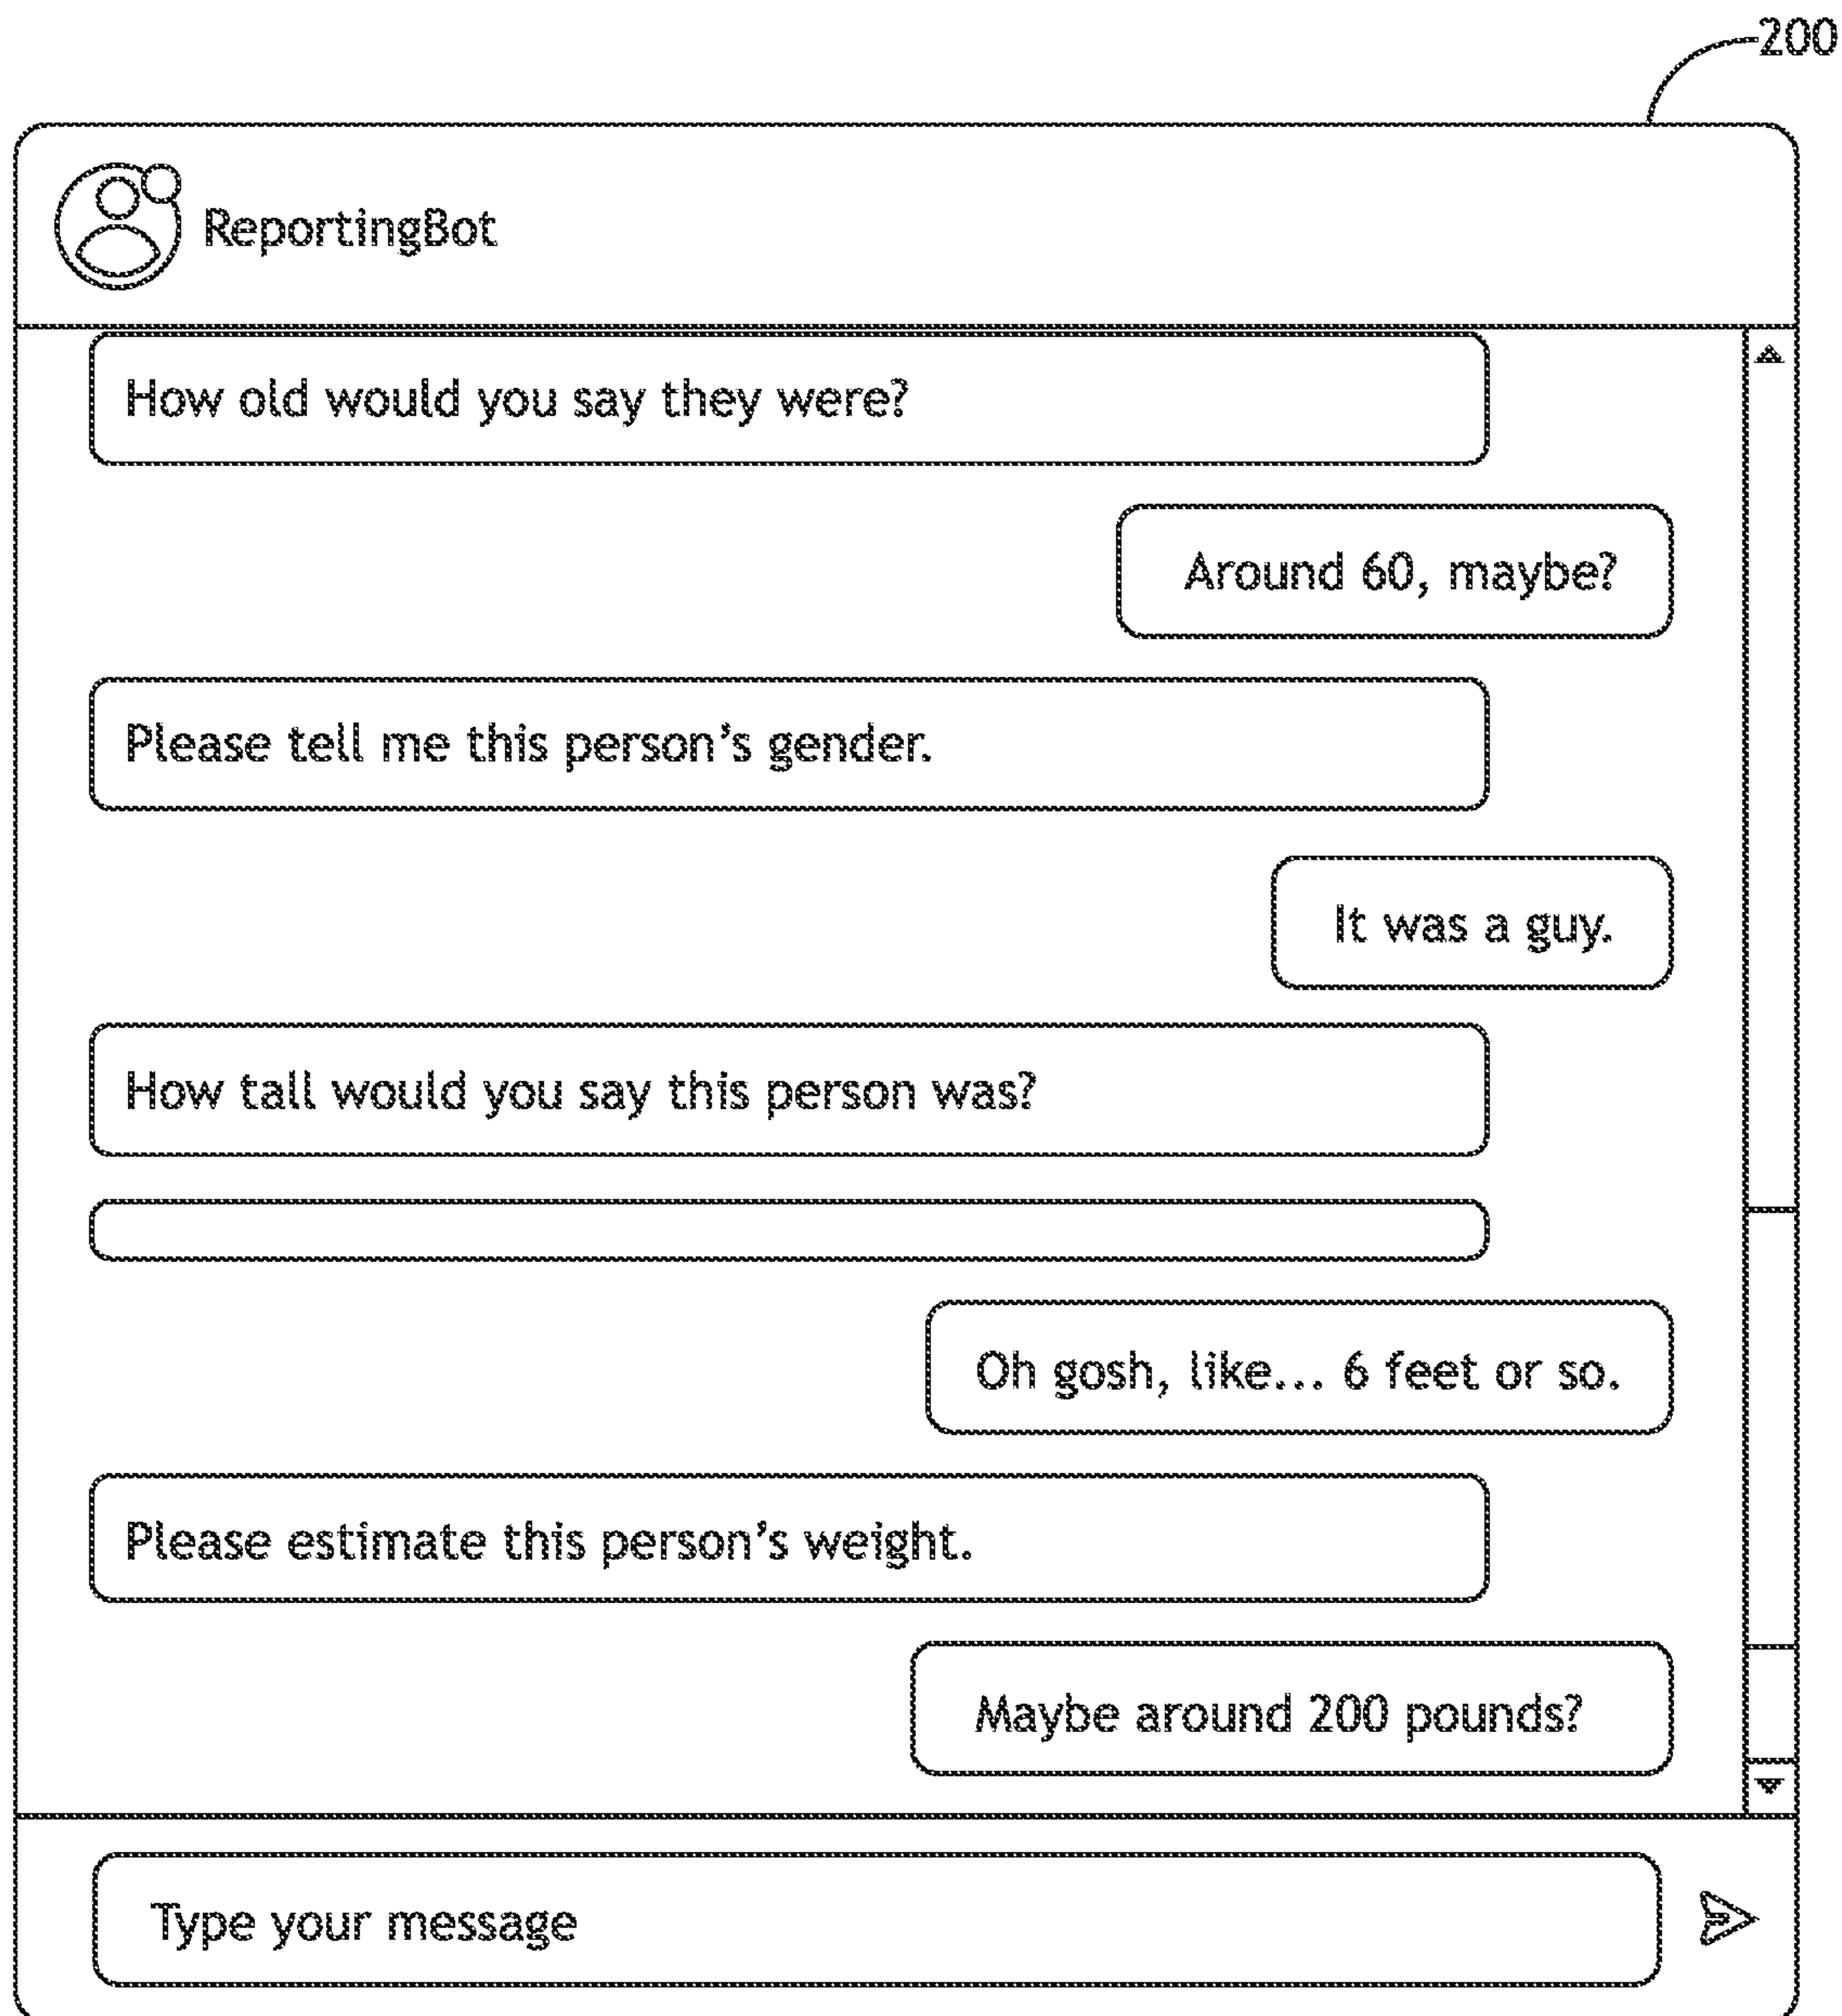 200
ReportingBot
How old would you say they were?
Around 60, maybe?
Please tell me this person's gender.
It was a guy.
How tall would you say this person was?
Oh gosh, like... 6 feet or so.
Please estimate this person's weight.
Maybe around 200 pounds?
Type your message